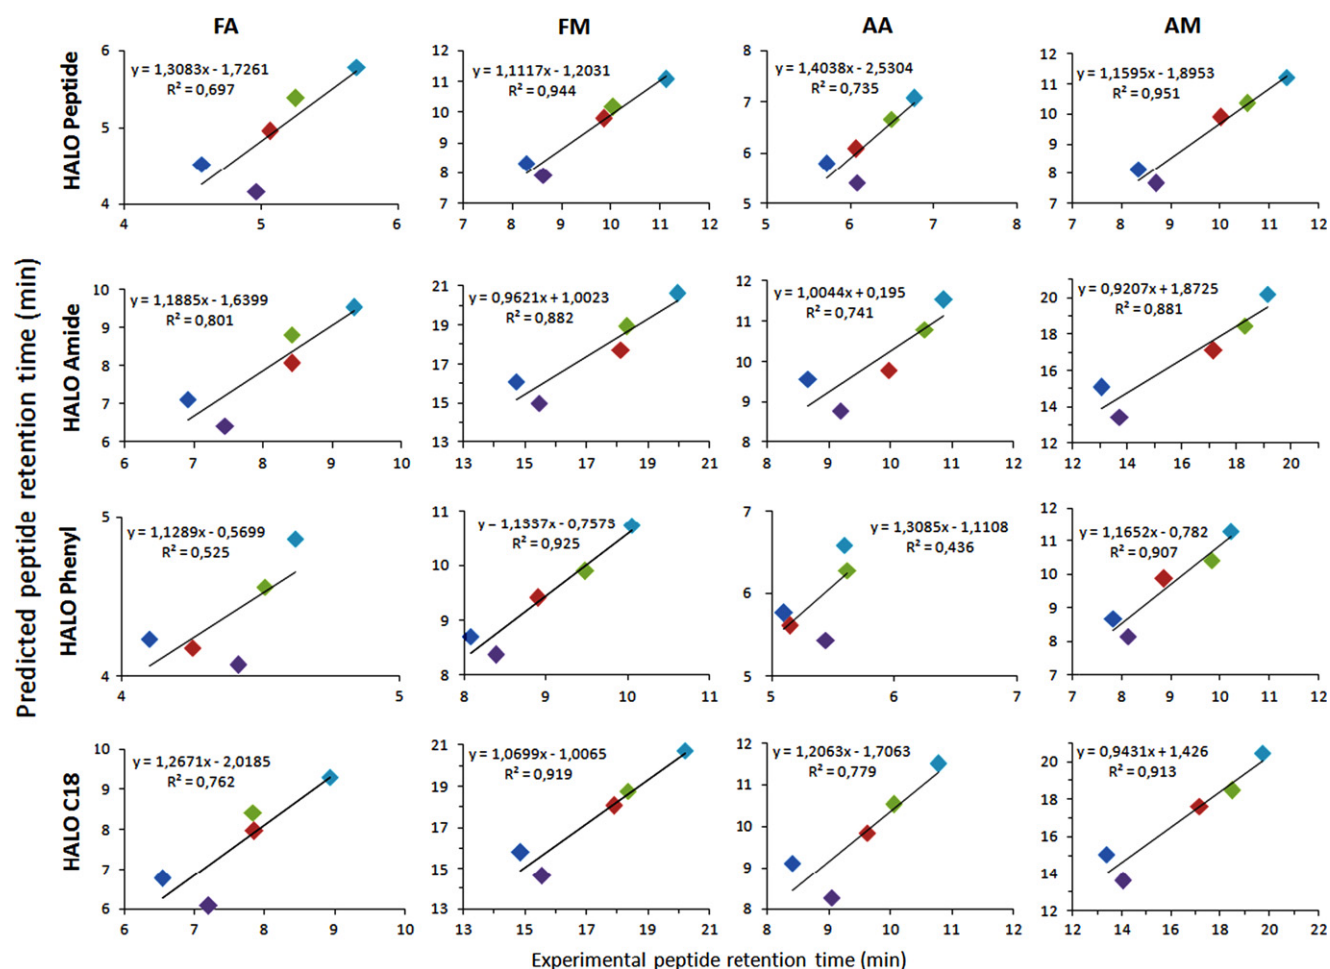 FA
FM
AA
AM
Predicted peptide retention time (min)
HALO Peptide
6
5
4
y = 1,3083x - 1,7261
R² = 0,697
4 5 6
12
11
10
9
8
7
y = 1,1117x - 1,2031
R² = 0,944
7 8 9 10 11 12
8
7
6
5
y = 1,4038x - 2,5304
R² = 0,735
5 6 7 8
12
11
10
9
8
7
y = 1,1595x - 1,8953
R² = 0,951
7 8 9 10 11 12
HALO Amide
10
9
8
7
6
y = 1,1885x - 1,6399
R² = 0,801
6 7 8 9 10
21
19
17
15
13
y = 0,9621x + 1,0023
R² = 0,882
13 15 17 19 21
12
11
10
9
8
y = 1,0044x + 0,195
R² = 0,741
8 9 10 11 12
20
18
16
14
12
y = 0,9207x + 1,8725
R² = 0,881
12 14 16 18 20
HALO Phenyl
5
4
y = 1,1289x - 0,5699
R² = 0,525
4 5
11
10
9
8
y – 1,1337x - 0,7573
R² = 0,925
8 9 10 11
7
6
5
y = 1,3085x - 1,1108
R² = 0,436
5 6 7
12
11
10
9
8
7
y = 1,1652x - 0,782
R² = 0,907
7 8 9 10 11 12
HALO C18
10
9
8
7
6
y = 1,2671x - 2,0185
R² = 0,762
6 7 8 9 10
21
19
17
15
13
y = 1,0699x - 1,0065
R² = 0,919
13 15 17 19 21
12
11
10
9
8
y = 1,2063x - 1,7063
R² = 0,779
8 9 10 11 12
20
18
16
14
12
y = 0,9431x + 1,426
R² = 0,913
12 14 16 18 20 22
Experimental peptide retention time (min)